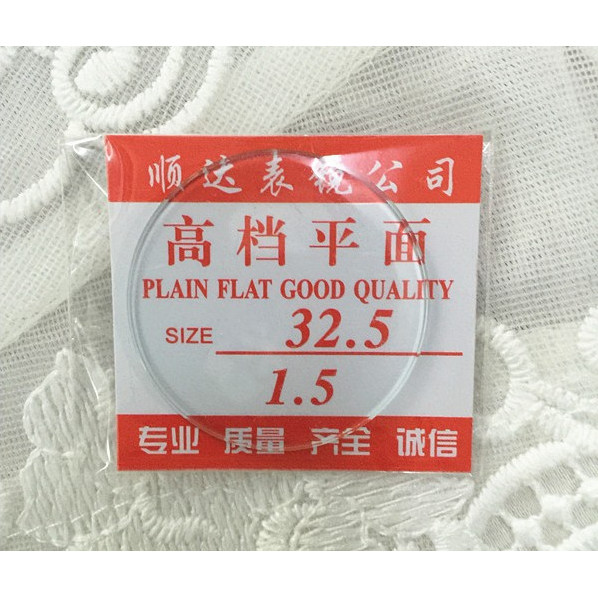 顺达表镜公司
高档平面
PLAIN FLAT GOOD QUALITY
SIZE 32.5
1.5
专业 质量 齐全 诚信